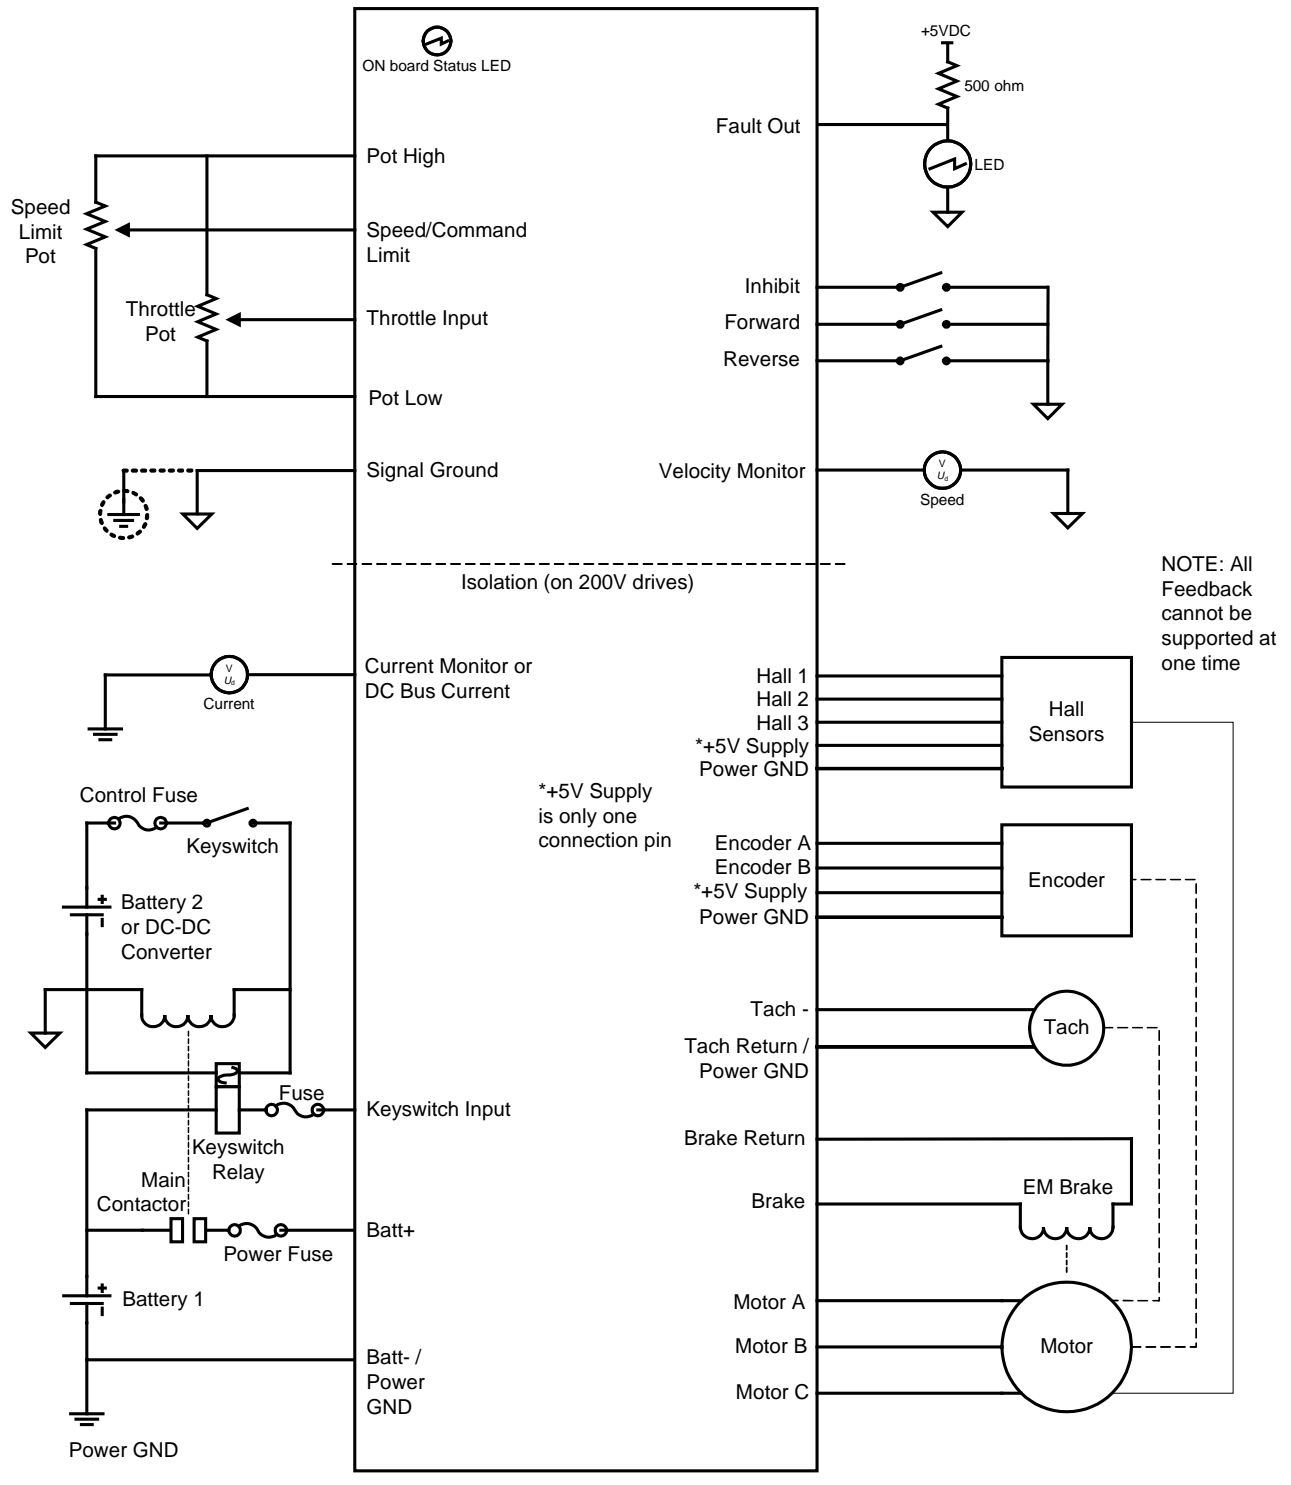 ON board Status LED
+5VDC
500 ohm
Fault Out
LED
Pot High
Speed
Limit
Pot
Speed/Command
Limit
Throttle
Pot
Throttle Input
Pot Low
Inhibit
Forward
Reverse
Signal Ground
Velocity Monitor
V
Ud
Speed
Isolation (on 200V drives)
NOTE: All
Feedback
cannot be
supported at
one time
Current Monitor or
DC Bus Current
V
Ud
Current
Hall 1
Hall 2
Hall 3
*+5V Supply
Power GND
Hall
Sensors
*+5V Supply
is only one
connection pin
Control Fuse
Keyswitch
Encoder A
Encoder B
*+5V Supply
Power GND
Encoder
+
Battery 2
or DC-DC
Converter
Tach -
Tach Return /
Power GND
Tach
Fuse
Keyswitch Input
Keyswitch
Relay
Brake Return
Brake
EM Brake
Main
Contactor
Batt+
Power Fuse
+
Battery 1
Motor A
Motor B
Motor C
Motor
Batt- /
Power
GND
Power GND